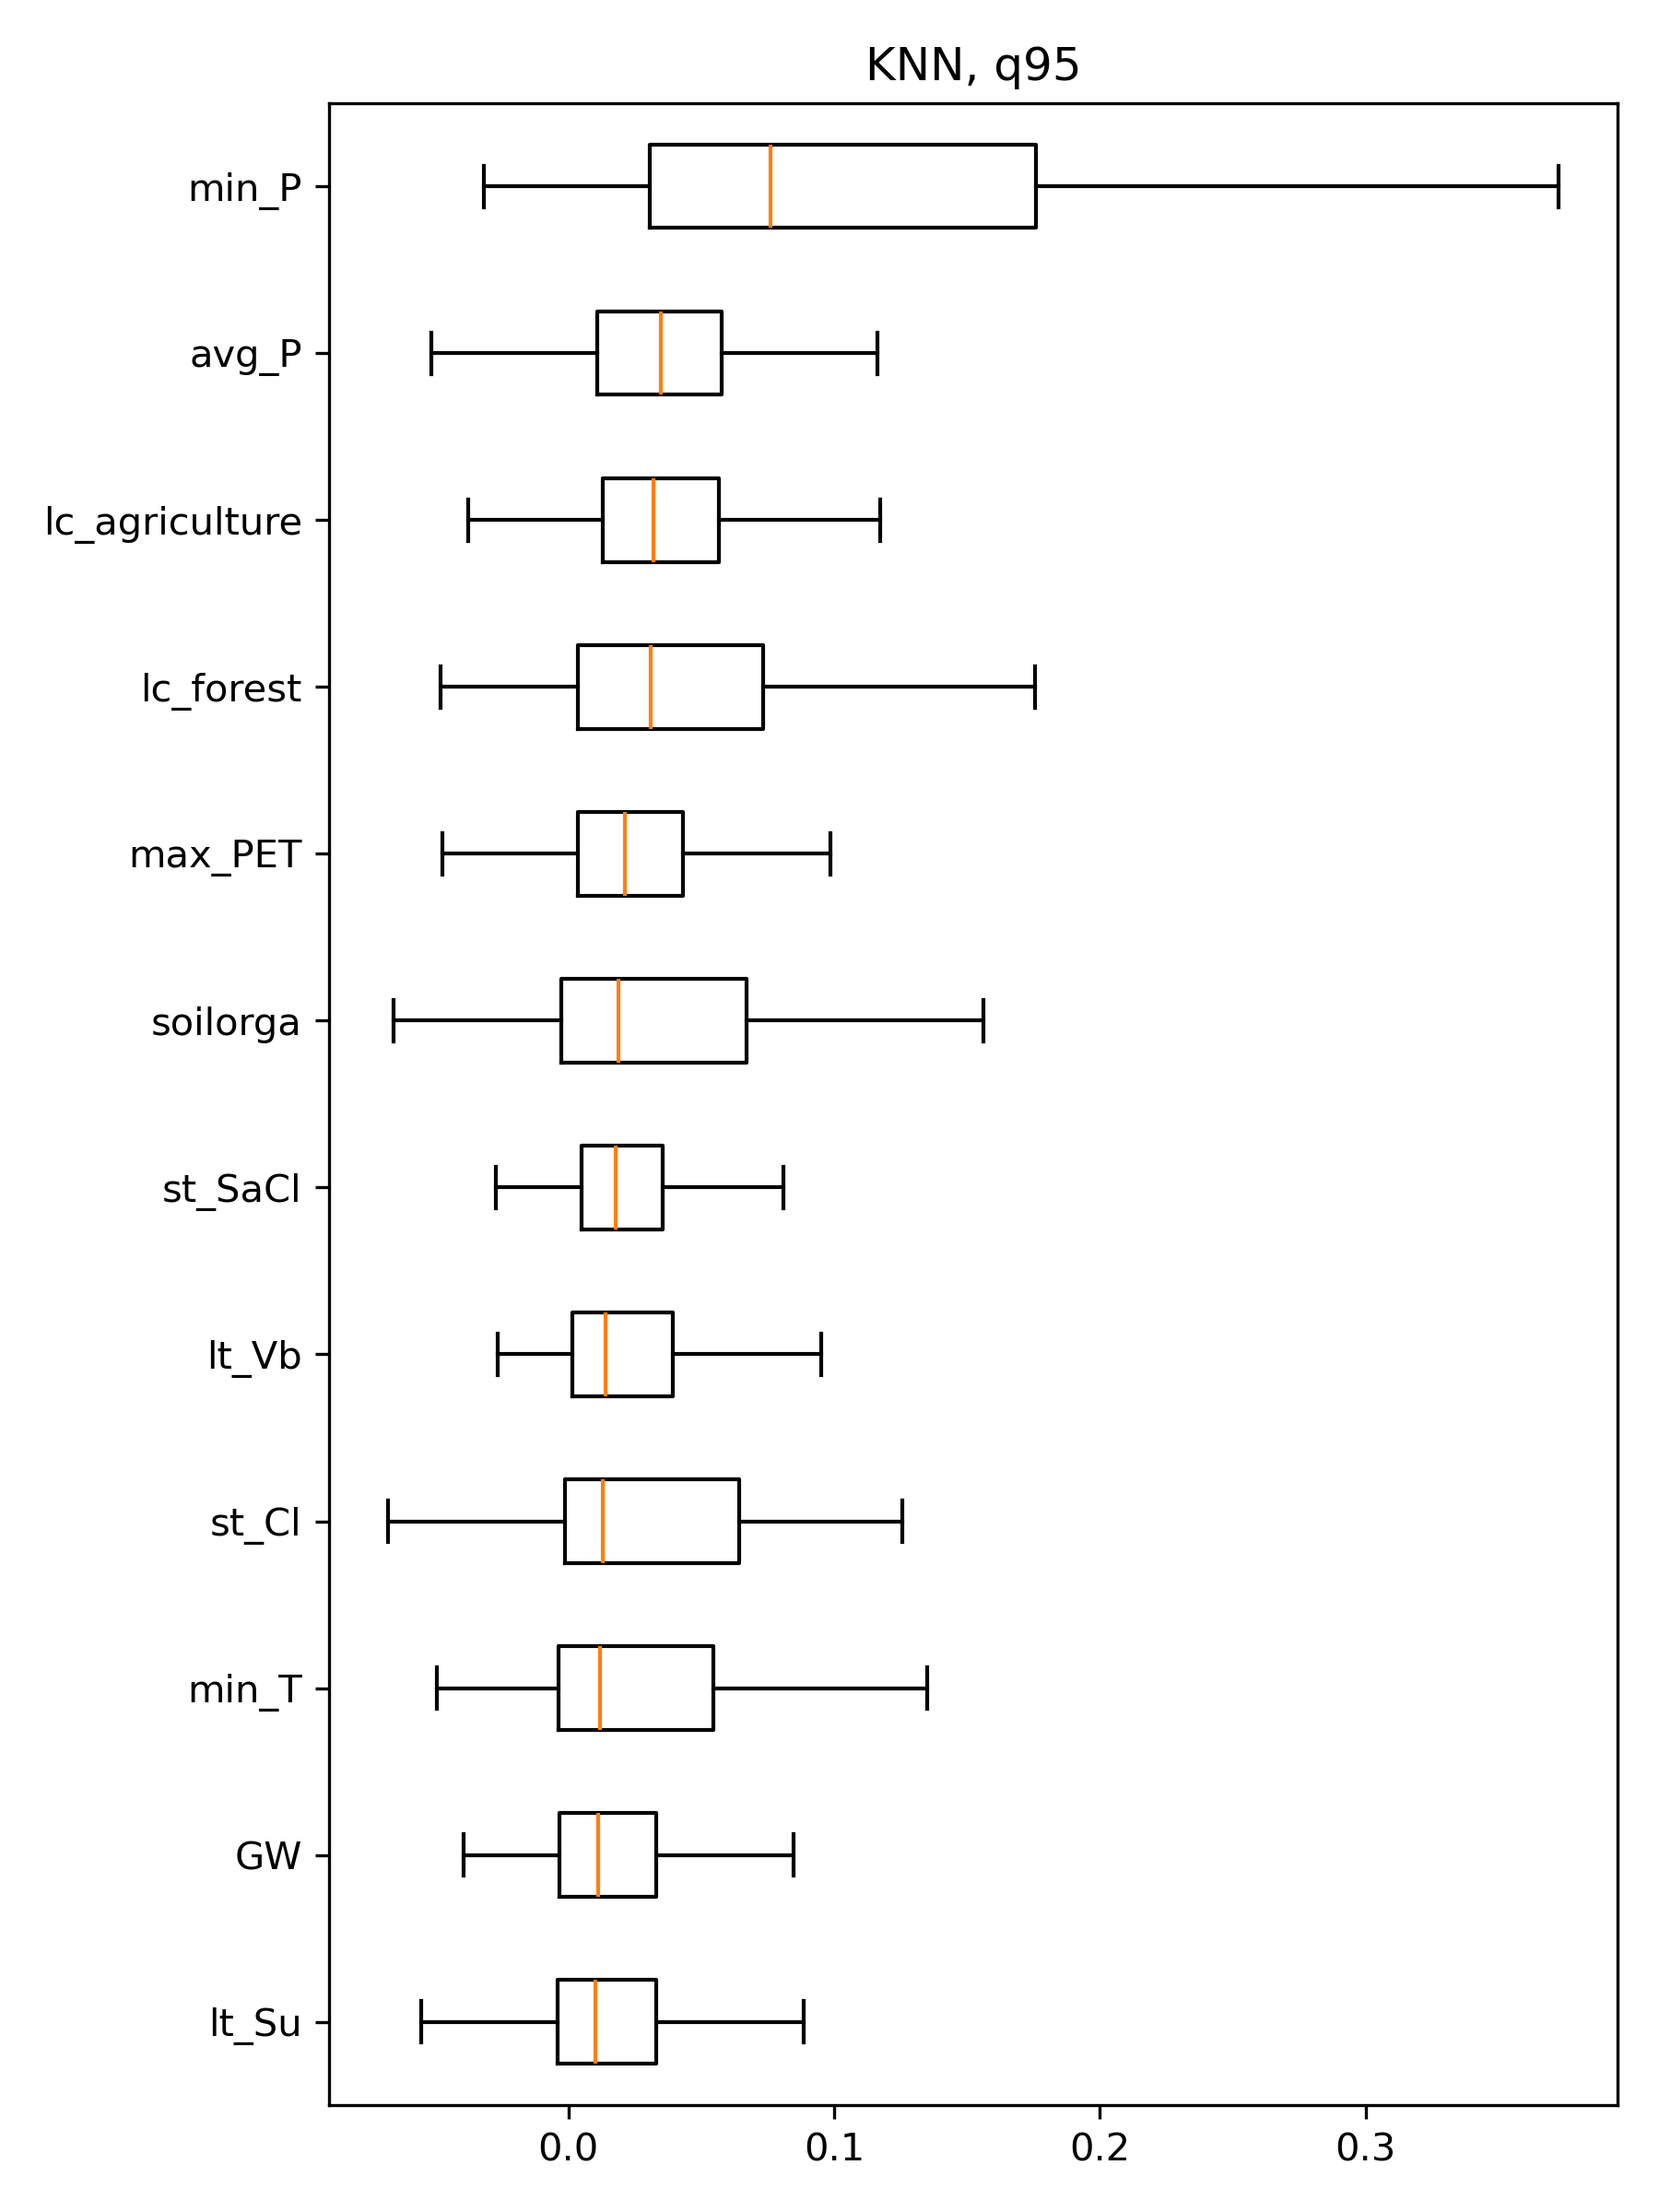 KNN, q95
min_P
avg_P
lc_agriculture
lc_forest
max_PET
soilorga
st_SaCl
lt_Vb
st_Cl
min_T
GW
lt_Su
0.0 0.1 0.2 0.3